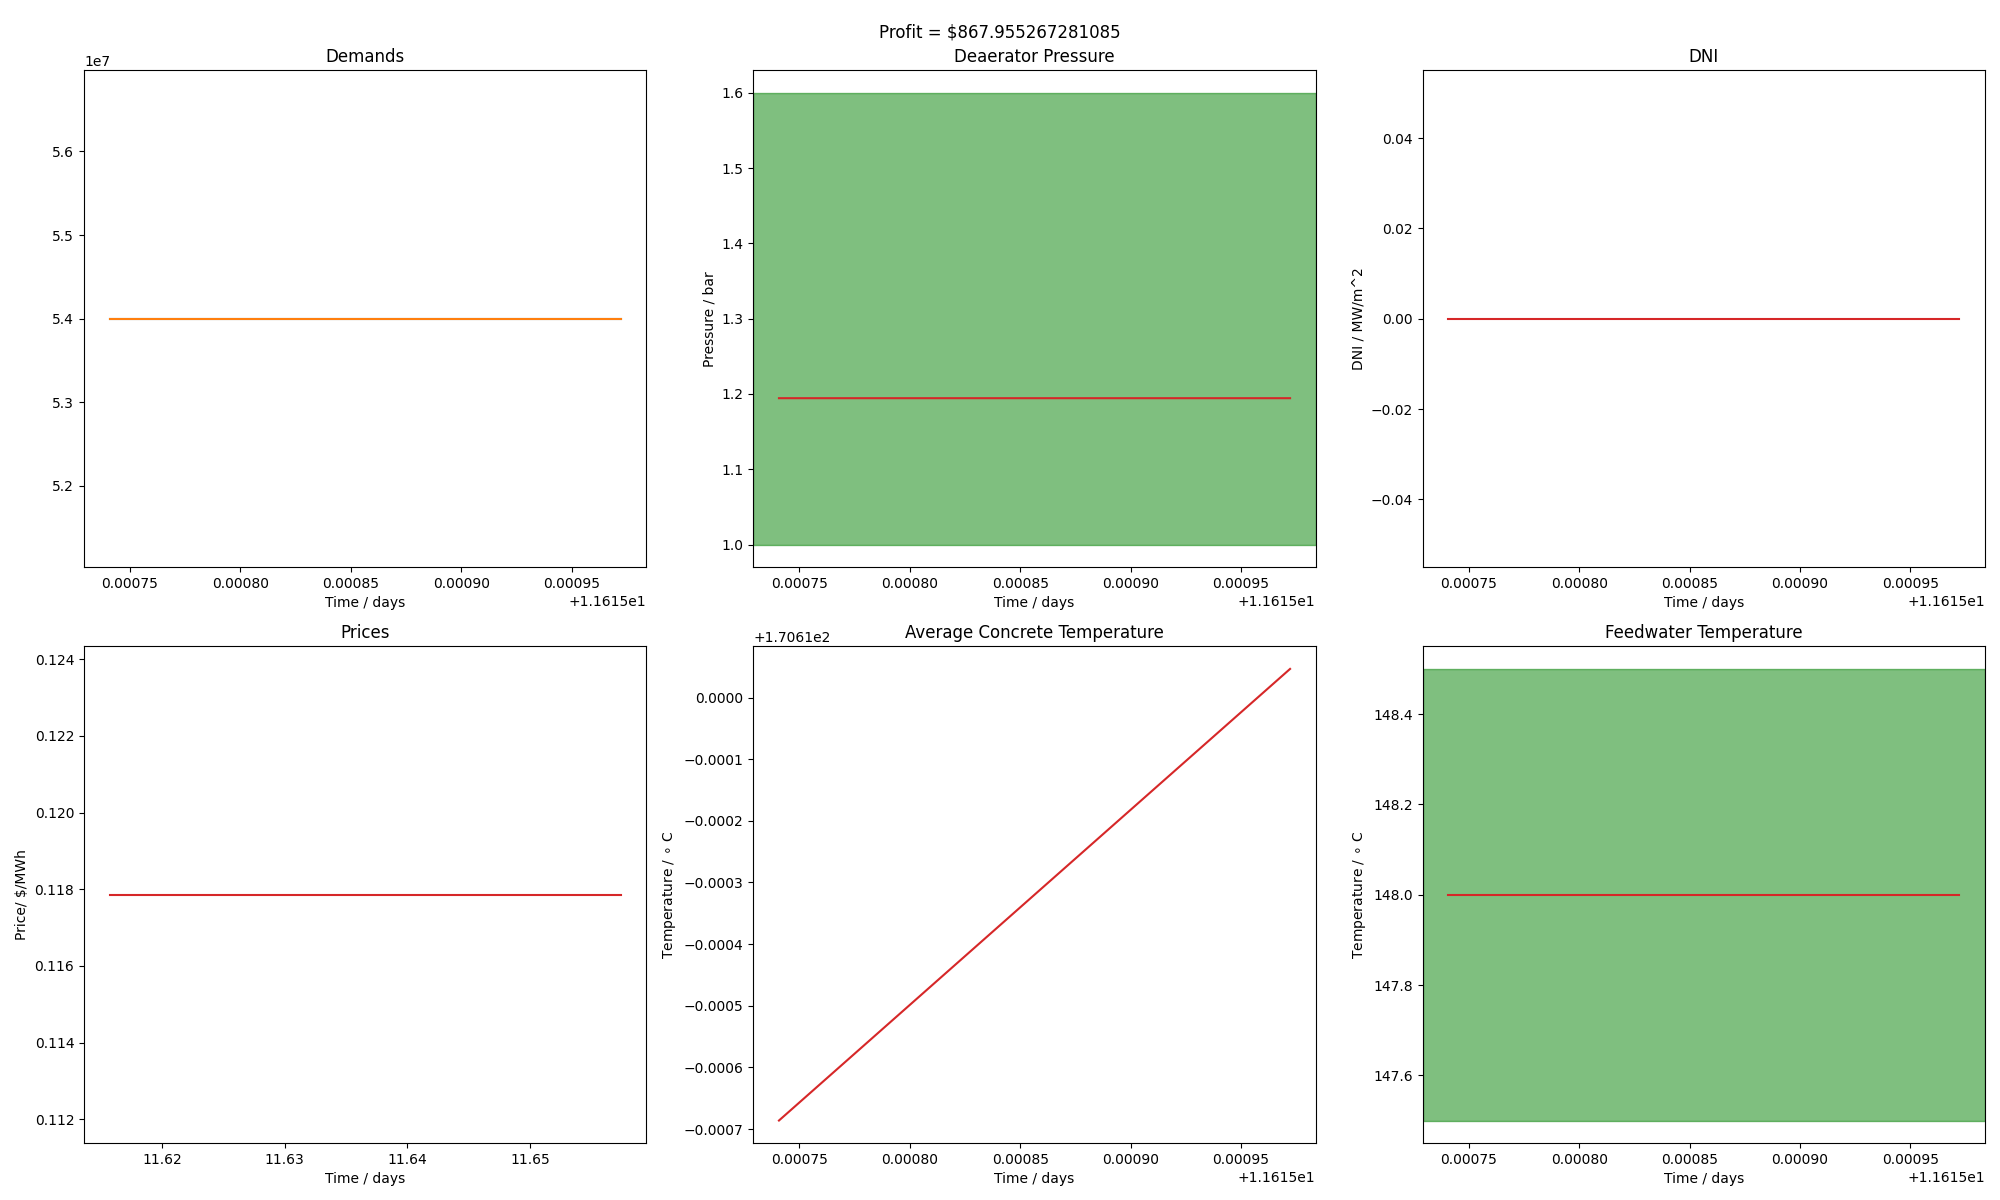 Profit = $867.955267281085
Demands
1e7
5.6
5.5
5.4
5.3
5.2
0.00075 0.00080 0.00085 0.00090 0.00095
Time / days
+1.1615e1
Deaerator Pressure
Pressure / bar
1.6
1.5
1.4
1.3
1.2
1.1
1.0
0.00075 0.00080 0.00085 0.00090 0.00095
Time / days
+1.1615e1
DNI
DNI / MW/m^2
0.04
0.02
0.00
−0.02
−0.04
0.00075 0.00080 0.00085 0.00090 0.00095
Time / days
+1.1615e1
Prices
Price/ $/MWh
0.124
0.122
0.120
0.118
0.116
0.114
0.112
11.62 11.63 11.64 11.65
Time / days
Average Concrete Temperature
+1.7061e2
Temperature / ∘ C
0.0000
−0.0001
−0.0002
−0.0003
−0.0004
−0.0005
−0.0006
−0.0007
0.00075 0.00080 0.00085 0.00090 0.00095
Time / days
+1.1615e1
Feedwater Temperature
Temperature / ∘ C
148.4
148.2
148.0
147.8
147.6
0.00075 0.00080 0.00085 0.00090 0.00095
Time / days
+1.1615e1